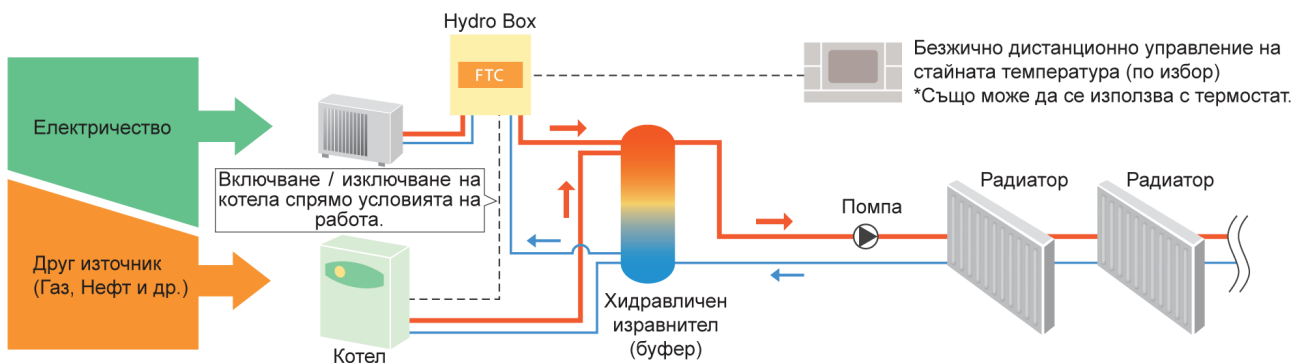 Hydro Box
FTC
Безжично дистанционно управление на
стайната температура (по избор)
*Също може да се използва с термостат.
Електричество
Включване / изключване на
котела спрямо условията на
работа.
Друг източник
(Газ, Нефт и др.)
Котел
Хидравличен
изравнител
(буфер)
Помпа
Радиатор
Радиатор